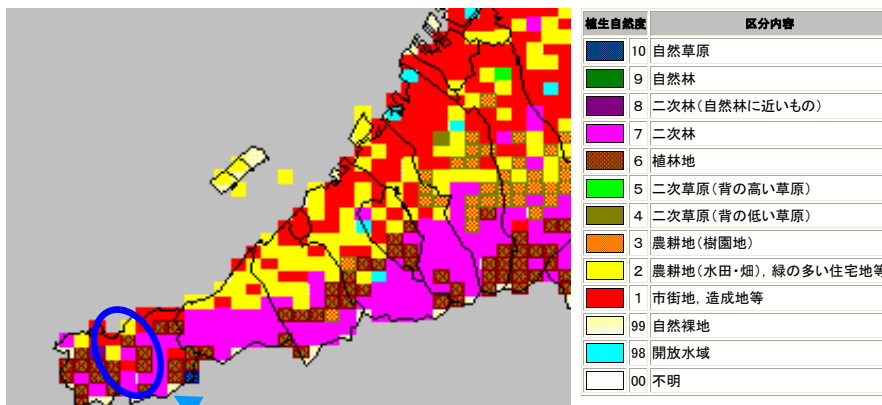 植生自然度 区分内容
10 自然草原
9 自然林
8 二次林(自然林に近いもの)
7 二次林
6 植林地
5 二次草原(背の高い草原)
4 二次草原(背の低い草原)
3 農耕地(樹園地)
2 農耕地(水田・畑),緑の多い住宅地等
1 市街地,造成地等
99 自然裸地
98 開放水域
00 不明